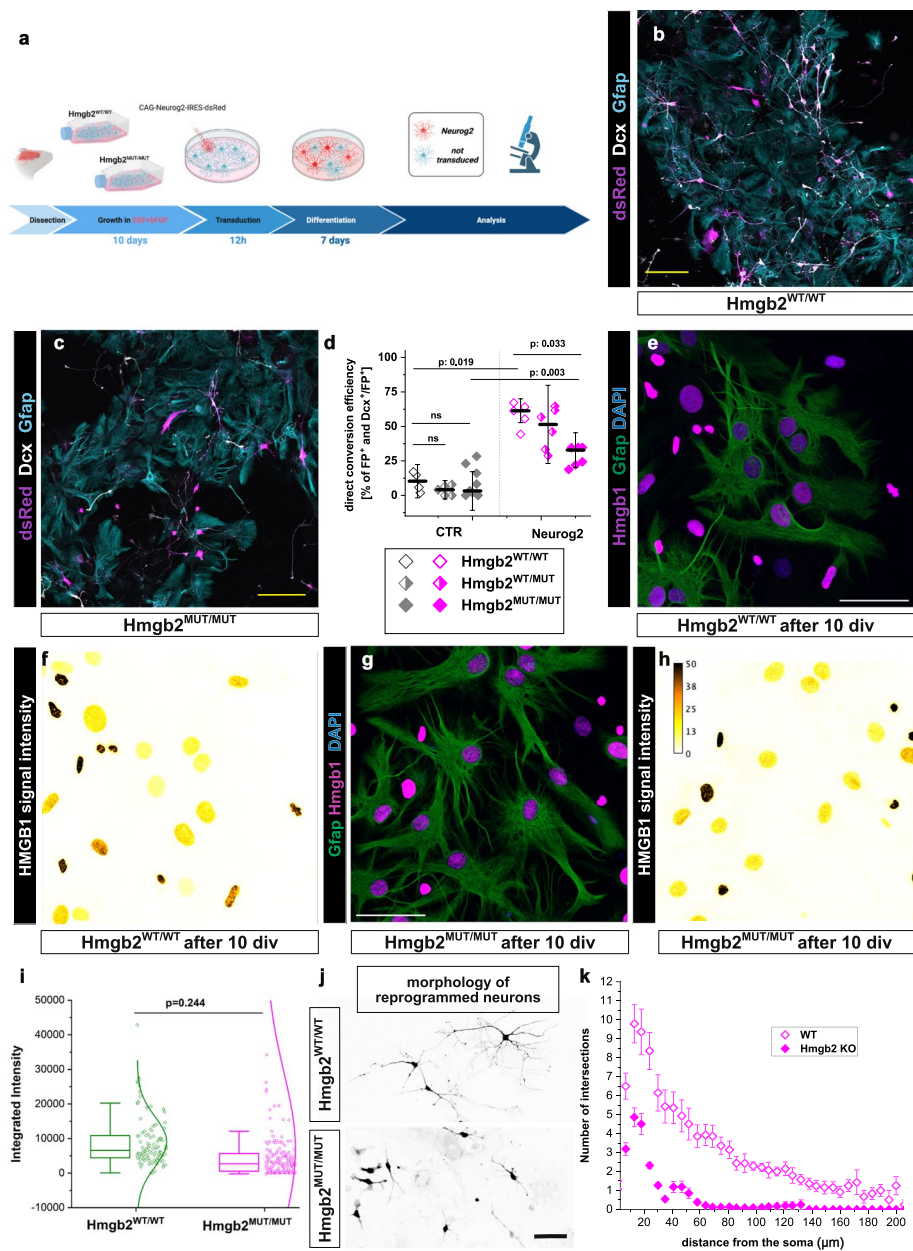 a
Hmgb2WT/WT
CAG-Neurog2-IRES-dsRed
Hmgb2MUT/MUT
Neurog2
not
transduced
Dissection
Growth in EGF+bFGF
Transduction
Differentiation
Analysis
10 days
12h
7 days
b
dsRed Dcx Gfap
Hmgb2WT/WT
c
dsRed Dcx Gfap
Hmgb2MUT/MUT
d
direct conversion efficiency
[% of FP+ and Dcx+/FP+]
100
75
50
25
0
p: 0.033
p: 0.019
p: 0.003
ns
ns
CTR
Neurog2
Hmgb2WT/WT
Hmgb2WT/MUT
Hmgb2MUT/MUT
e
Hmgb1 Gfap DAPI
Hmgb2WT/WT after 10 div
f
HMGB1 signal intensity
Hmgb2WT/WT after 10 div
g
Gfap Hmgb1 DAPI
Hmgb2MUT/MUT after 10 div
h
HMGB1 signal intensity
50
38
25
13
0
Hmgb2MUT/MUT after 10 div
i
Integrated Intensity
50000
40000
30000
20000
10000
0
-10000
p=0.244
Hmgb2WT/WT
Hmgb2MUT/MUT
j
morphology of
reprogrammed neurons
Hmgb2WT/WT
Hmgb2MUT/MUT
k
Number of intersections
12
11
10
9
8
7
6
5
4
3
2
1
0
WT
Hmgb2 KO
20 40 60 80 100 120 140 160 180 200
distance from the soma (µm)